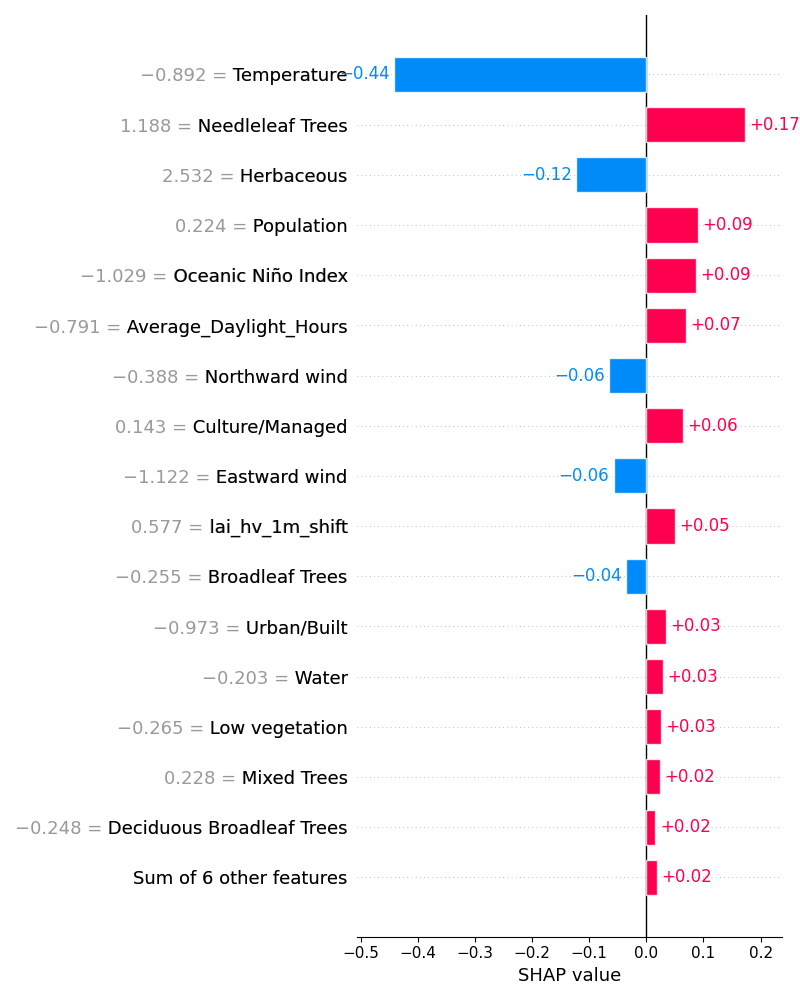 −0.892 = Temperature −0.44
1.188 = Needleleaf Trees +0.17
2.532 = Herbaceous −0.12
0.224 = Population +0.09
−1.029 = Oceanic Niño Index +0.09
−0.791 = Average_Daylight_Hours +0.07
−0.388 = Northward wind −0.06
0.143 = Culture/Managed +0.06
−1.122 = Eastward wind −0.06
0.577 = lai_hv_1m_shift +0.05
−0.255 = Broadleaf Trees −0.04
−0.973 = Urban/Built +0.03
−0.203 = Water +0.03
−0.265 = Low vegetation +0.03
0.228 = Mixed Trees +0.02
−0.248 = Deciduous Broadleaf Trees +0.02
Sum of 6 other features +0.02
−0.5 −0.4 −0.3 −0.2 −0.1 0.0 0.1 0.2
SHAP value